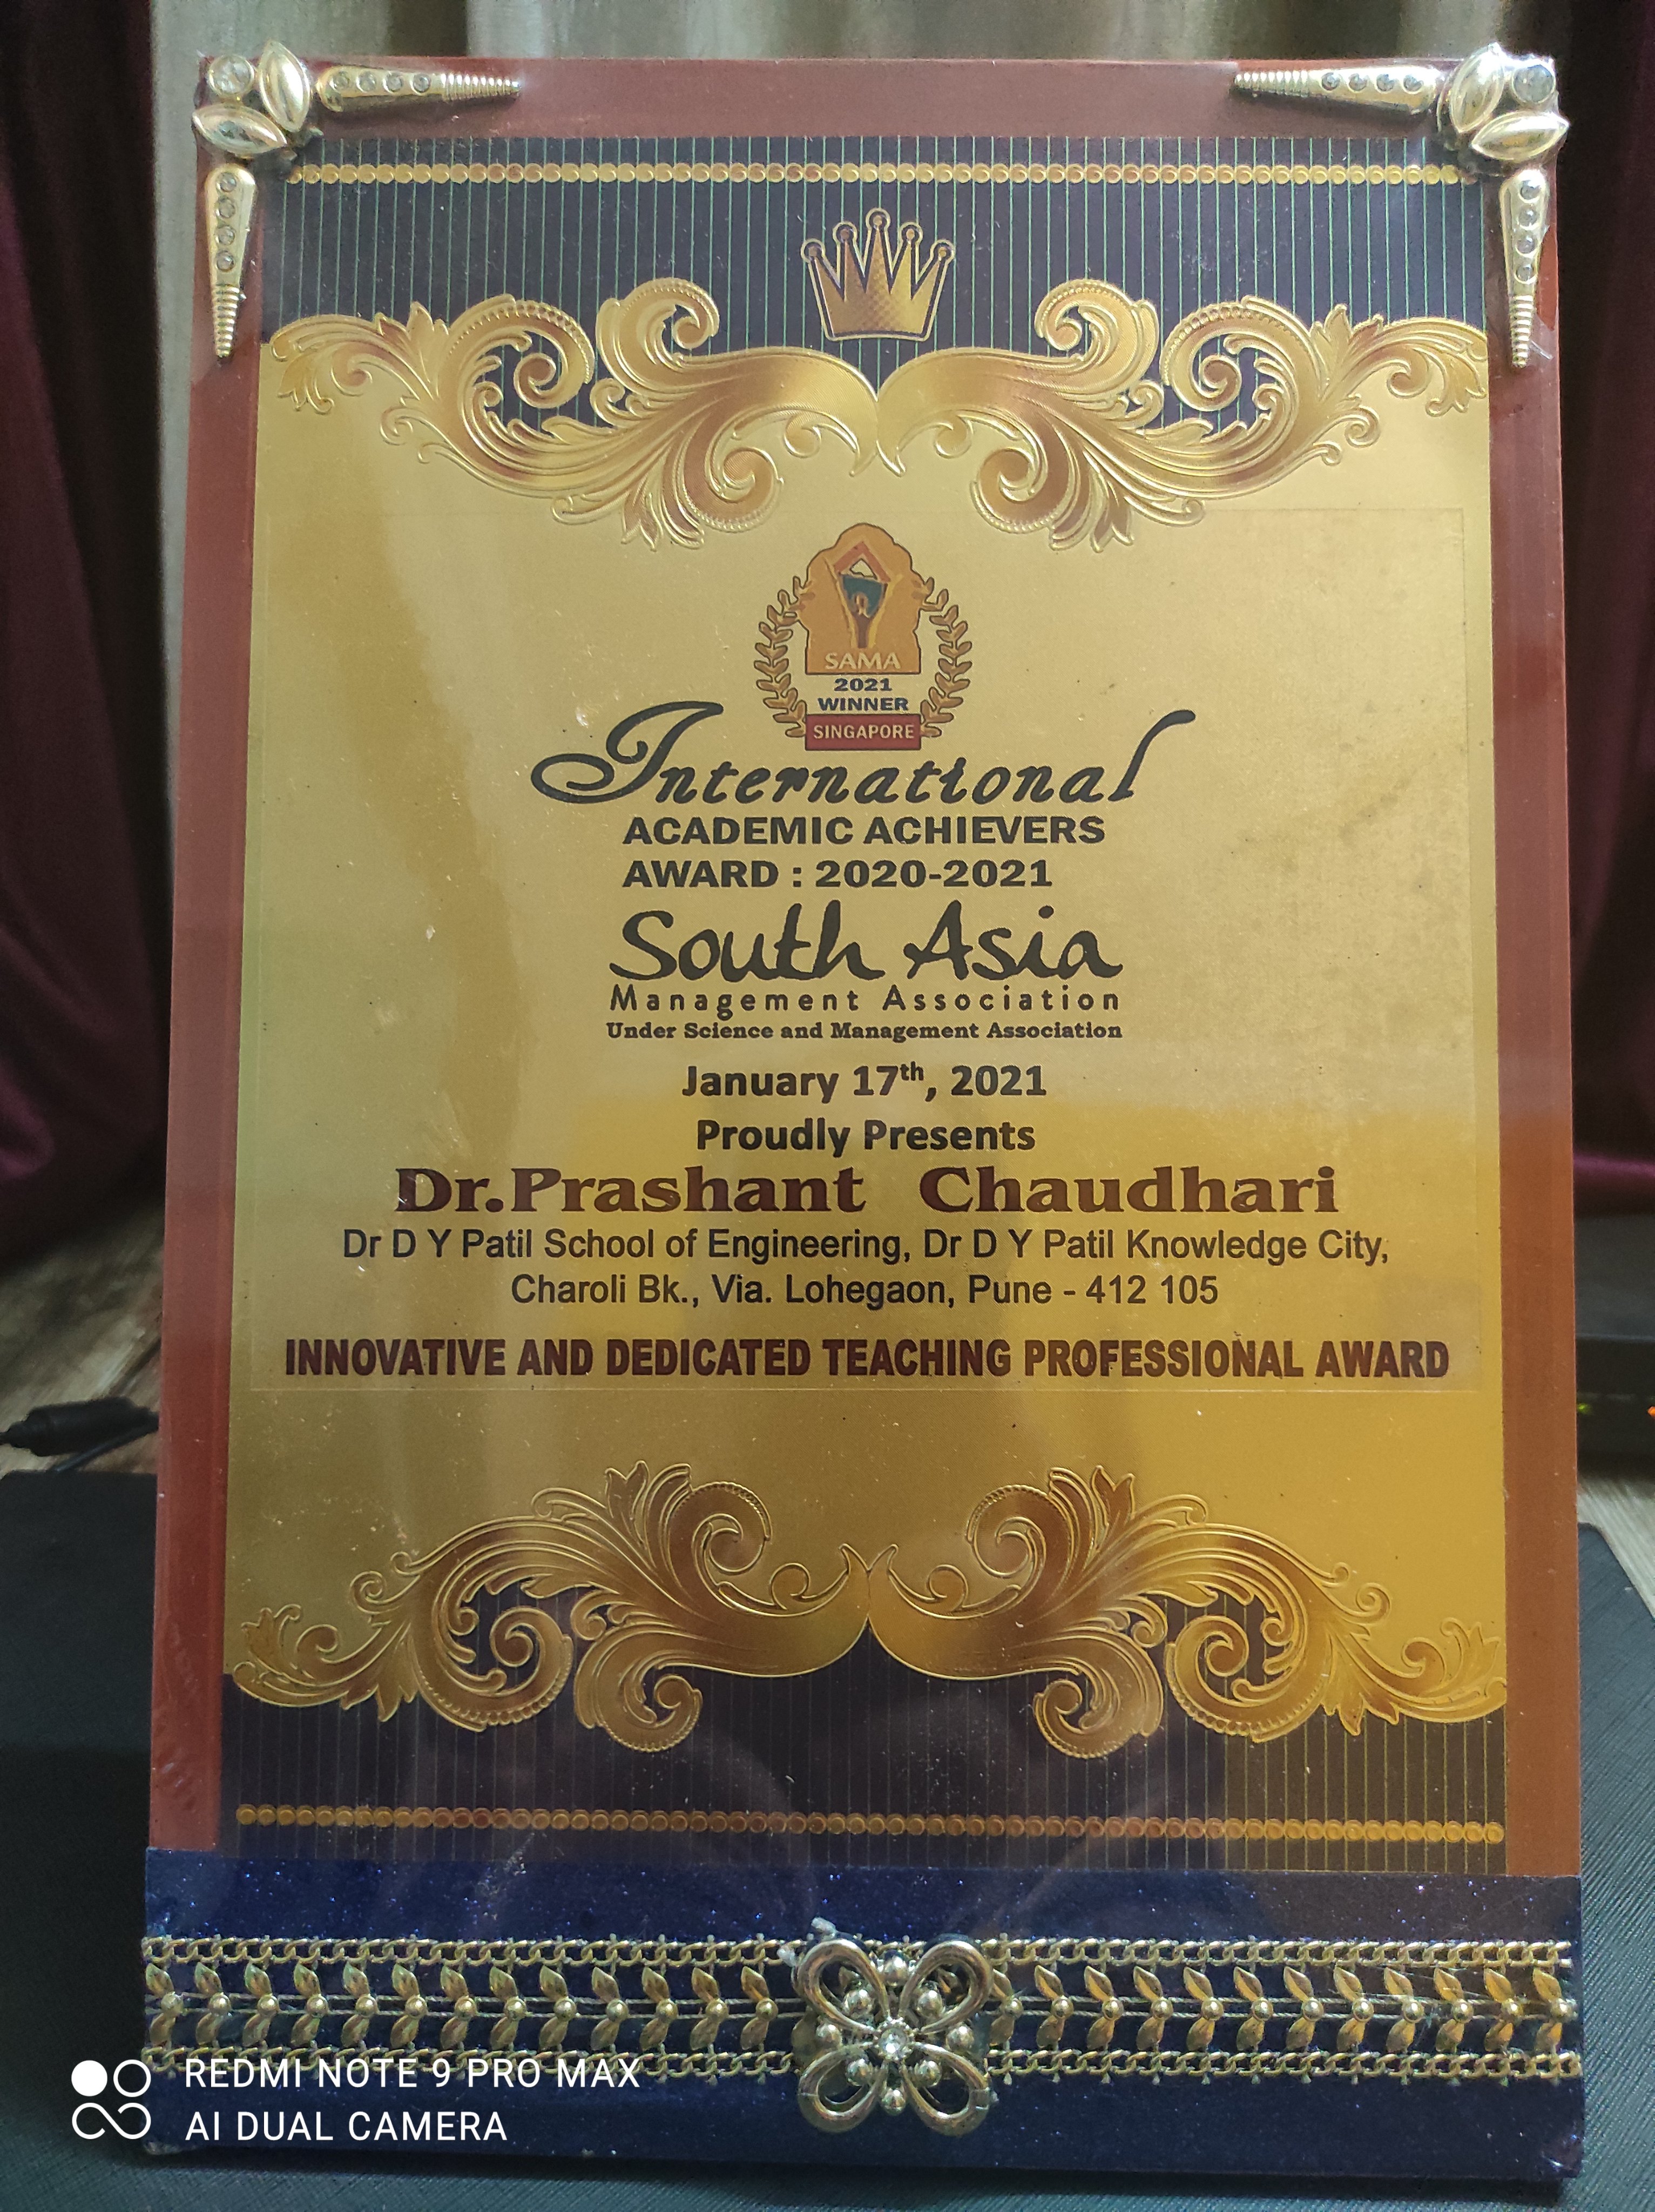 SAMA
2021
WINNER
SINGAPORE
International
ACADEMIC ACHIEVERS
AWARD : 2020-2021
South Asia
Management Association
Under Science and Management Association
January 17th, 2021
Proudly Presents
Dr.Prashant Chaudhari
Dr D Y Patil School of Engineering, Dr D Y Patil Knowledge City,
Charoli Bk., Via. Lohegaon, Pune - 412 105
INNOVATIVE AND DEDICATED TEACHING PROFESSIONAL AWARD
REDMI NOTE 9 PRO MAX
AI DUAL CAMERA